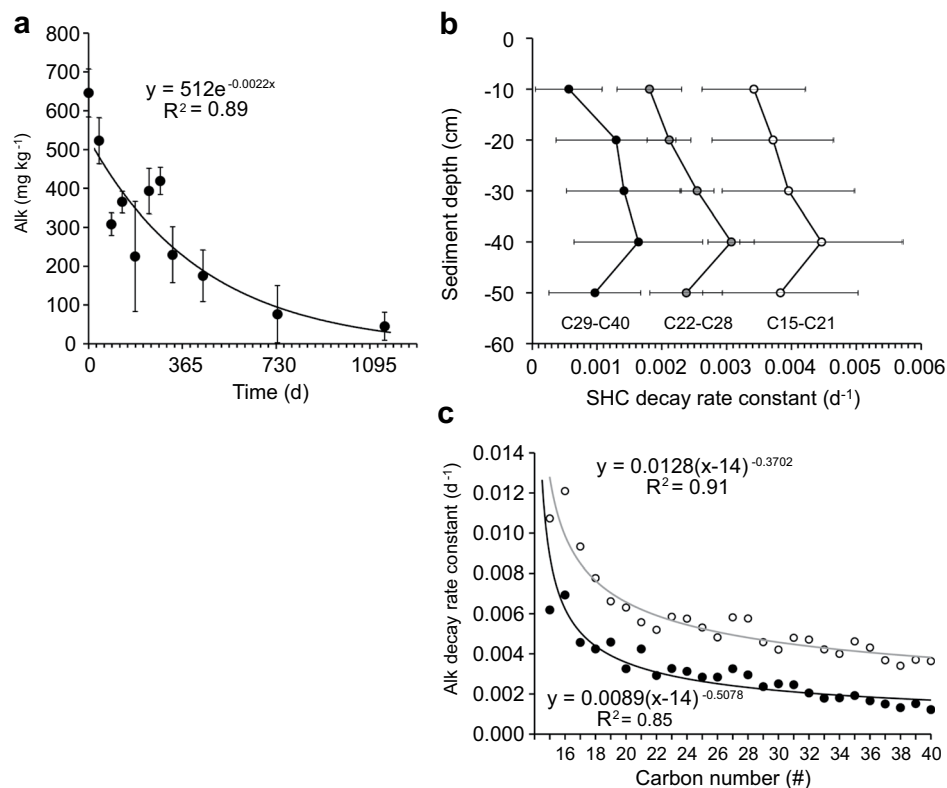 a
800
700
600
500
400
300
200
100
0
Alk (mg kg-1)
y = 512e-0.0022x
R2 = 0.89
0 365 730 1095
Time (d)
b
0
-10
-20
-30
-40
-50
-60
Sediment depth (cm)
C29-C40 C22-C28 C15-C21
0 0.001 0.002 0.003 0.004 0.005 0.006
SHC decay rate constant (d-1)
c
0.014
0.012
0.010
0.008
0.006
0.004
0.002
0.000
Alk decay rate constant (d-1)
y = 0.0128(x-14)-0.3702
R2 = 0.91
y = 0.0089(x-14)-0.5078
R2 = 0.85
16 18 20 22 24 26 28 30 32 34 36 38 40
Carbon number (#)